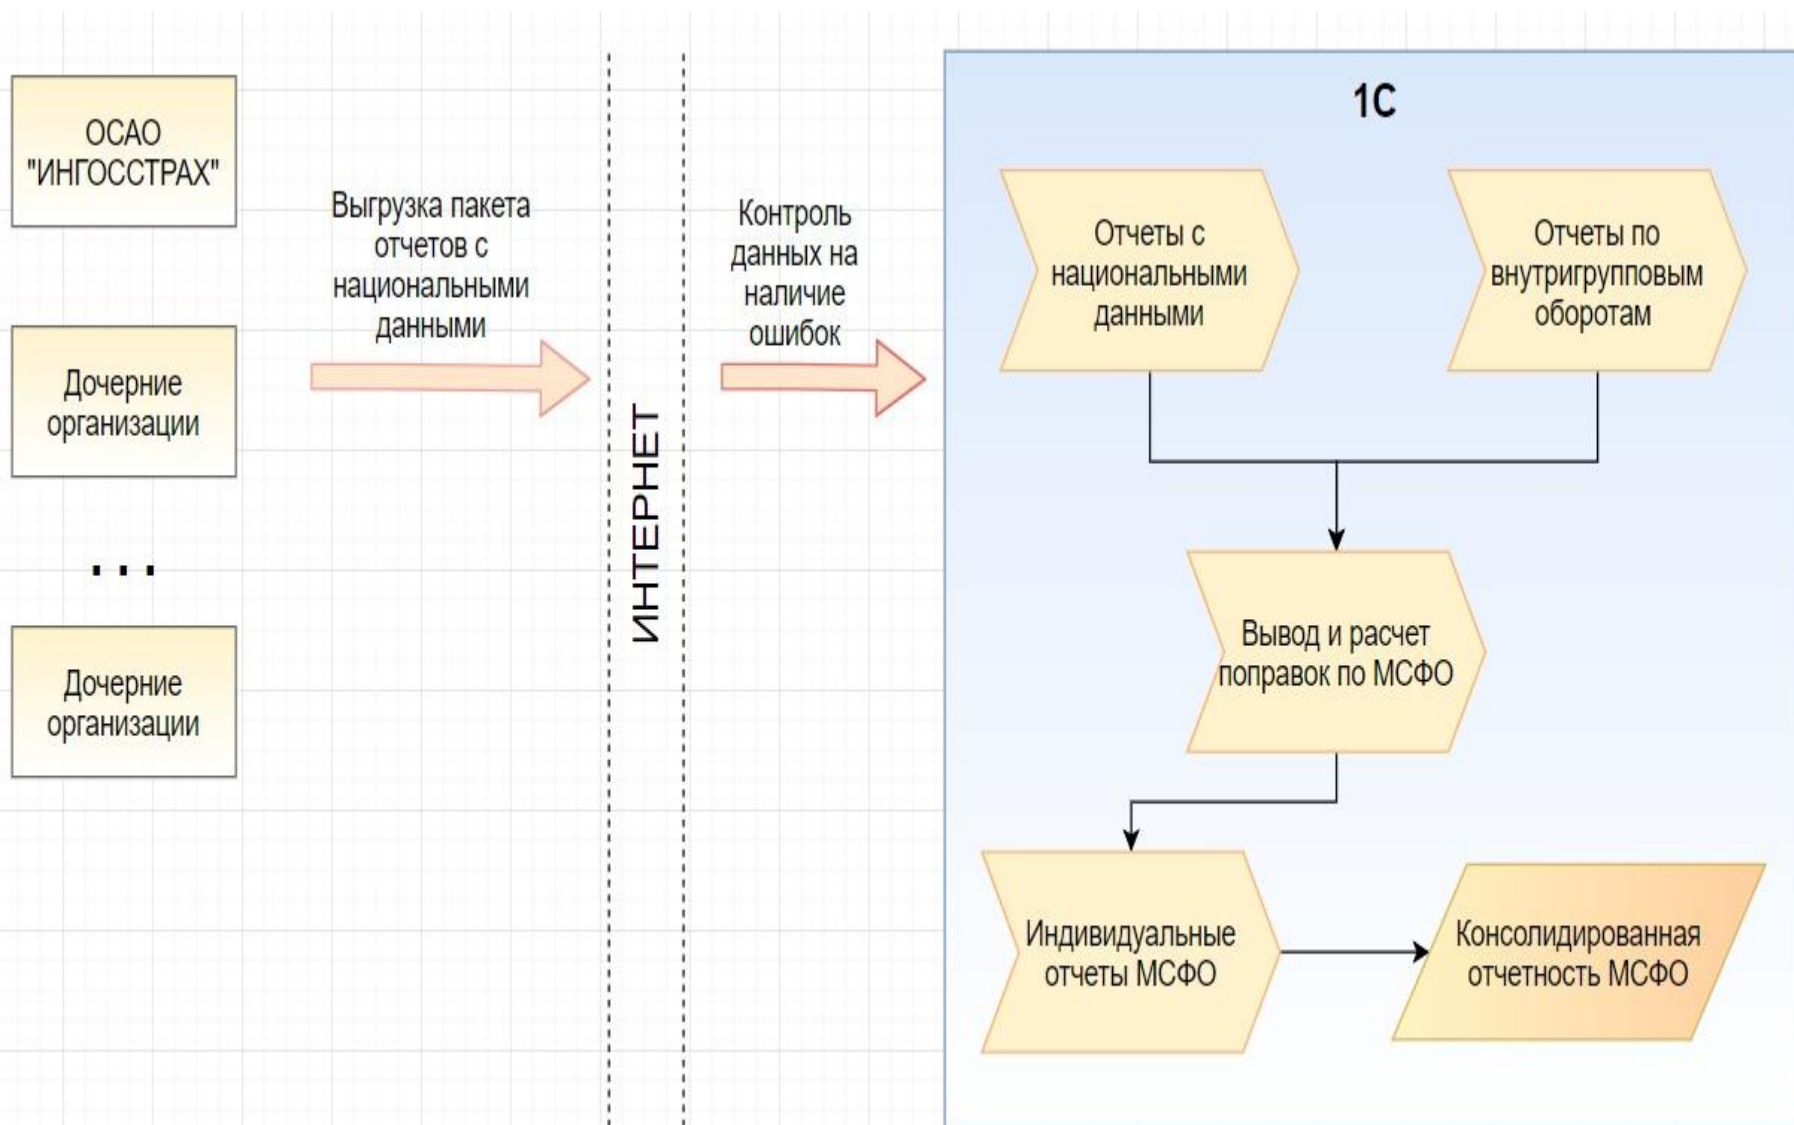 ОСАО
"ИНГОССТРАХ"
Дочерние
организации
...
Дочерние
организации
Выгрузка пакета
отчетов с
национальными
данными
ИНТЕРНЕТ
Контроль
данных на
наличие
ошибок
1С
Отчеты с
национальными
данными
Отчеты по
внутригрупповым
оборотам
Вывод и расчет
поправок по МСФО
Индивидуальные
отчеты МСФО
Консолидированная
отчетность МСФО